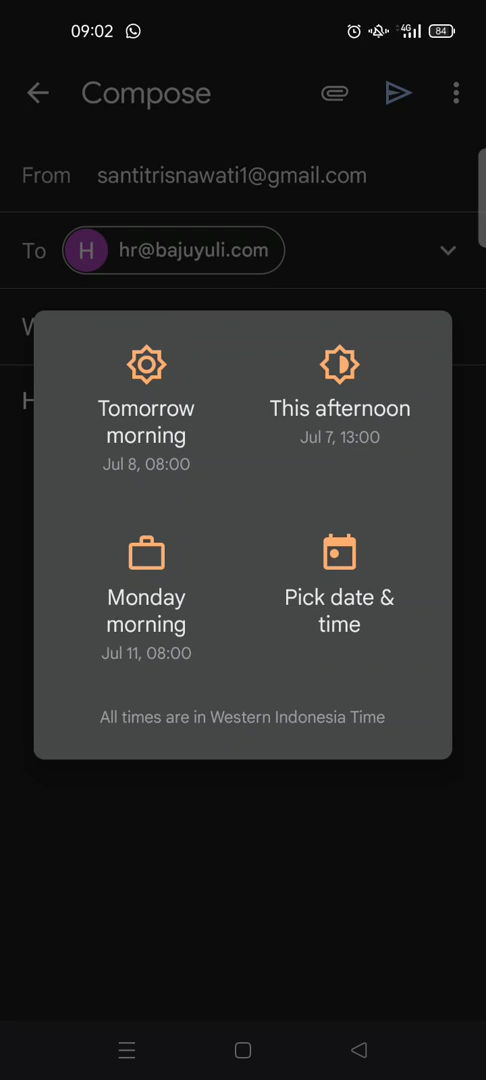 09:02
4G
84
Compose
From santitrisnawati1@gmail.com
To H hr@bajuyuli.com
Tomorrow
morning
Jul 8, 08:00
This afternoon
Jul 7, 13:00
Monday
morning
Jul 11, 08:00
Pick date &
time
All times are in Western Indonesia Time